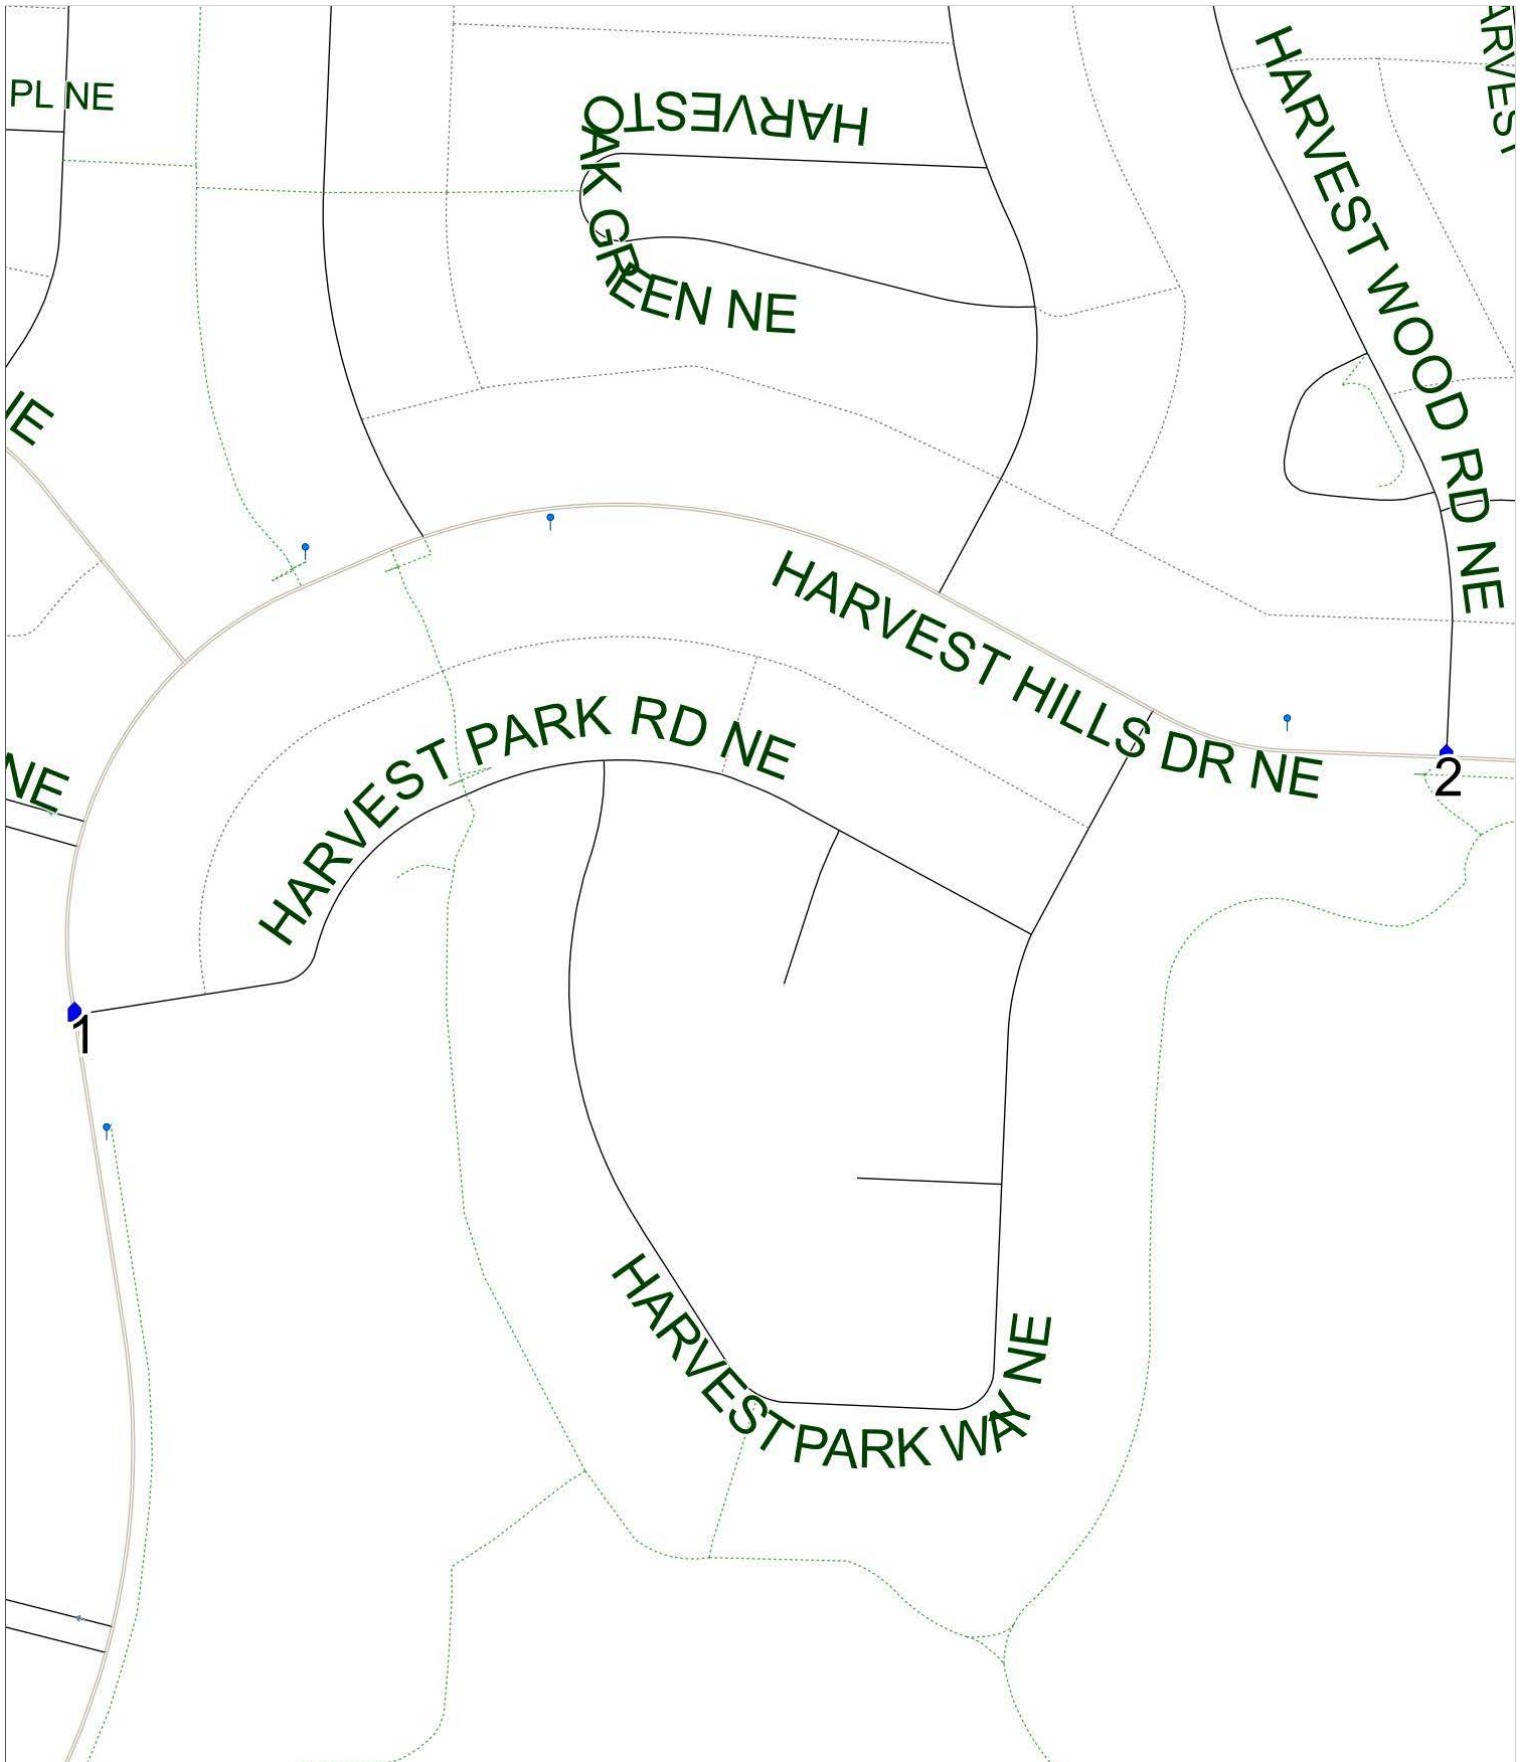 PL NE
HARVEST OAK GREEN NE
HARVEST WOOD RD NE
NE
HARVEST HILLS DR NE
HARVEST PARK RD NE
NE
2
1
HARVEST PARK WAY NE